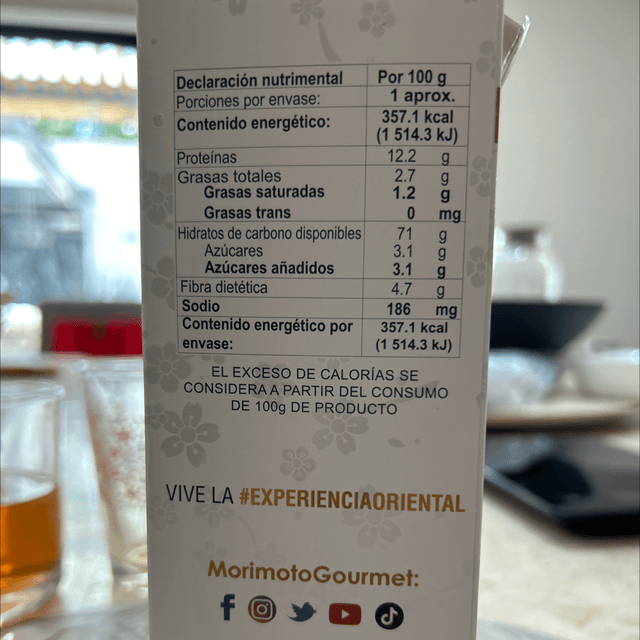 Declaración nutrimental Por 100 g
Porciones por envase: 1 aprox.
Contenido energético: 357.1 kcal
(1 514.3 kJ)
Proteínas 12.2 g
Grasas totales 2.7 g
Grasas saturadas 1.2 g
Grasas trans 0 mg
Hidratos de carbono disponibles 71 g
Azúcares 3.1 g
Azúcares añadidos 3.1 g
Fibra dietética 4.7 g
Sodio 186 mg
Contenido energético por 357.1 kcal
envase: (1 514.3 kJ)
EL EXCESO DE CALORÍAS SE
CONSIDERA A PARTIR DEL CONSUMO
DE 100g DE PRODUCTO
VIVE LA #EXPERIENCIAORIENTAL
MorimotoGourmet: